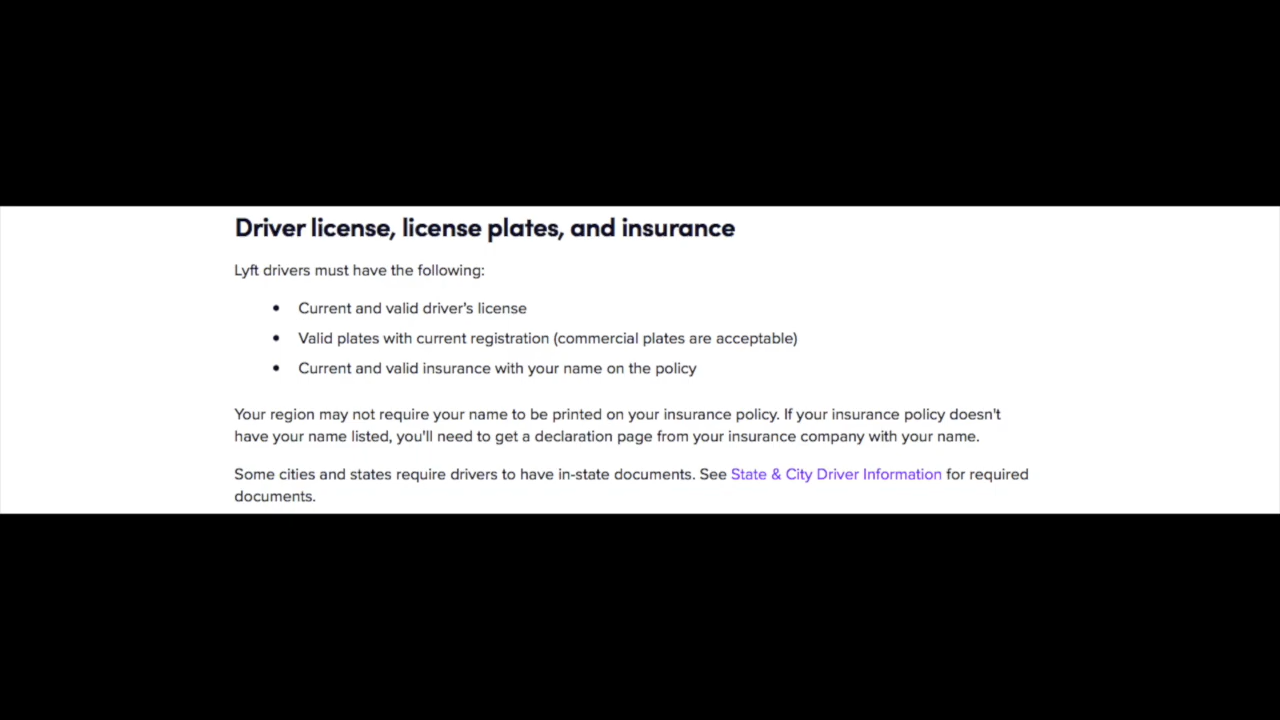 Driver license, license plates, and insurance
Lyft drivers must have the following:
• Current and valid driver's license
• Valid plates with current registration (commercial plates are acceptable)
• Current and valid insurance with your name on the policy
Your region may not require your name to be printed on your insurance policy. If your insurance policy doesn't
have your name listed, you'll need to get a declaration page from your insurance company with your name.
Some cities and states require drivers to have in-state documents. See State & City Driver Information for required
documents.